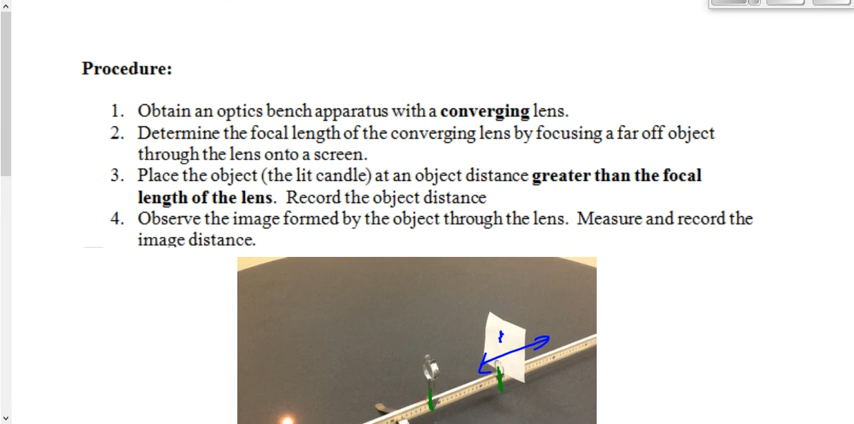 Procedure:
1. Obtain an optics bench apparatus with a converging lens.
2. Determine the focal length of the converging lens by focusing a far off object
through the lens onto a screen.
3. Place the object (the lit candle) at an object distance greater than the focal
length of the lens. Record the object distance
4. Observe the image formed by the object through the lens. Measure and record the
image distance.